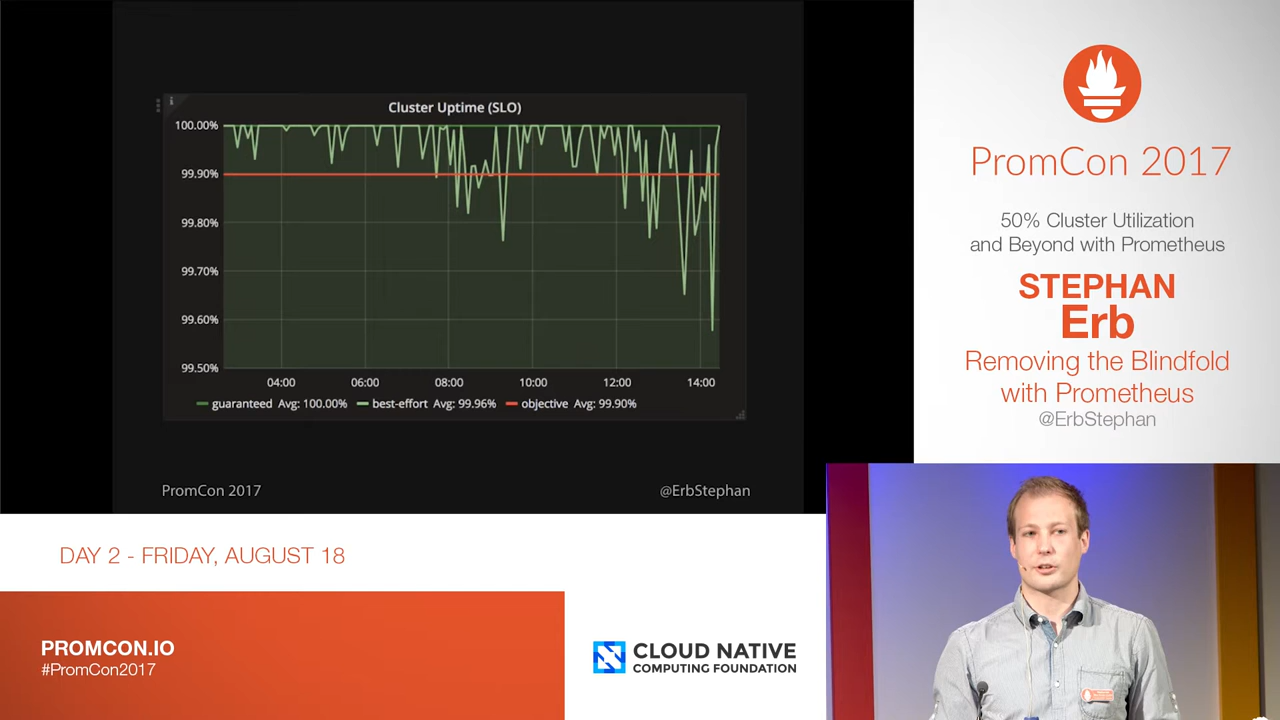 Cluster Uptime (SLO)
100.00%
99.90%
99.80%
99.70%
99.60%
99.50%
04:00 06:00 08:00 10:00 12:00 14:00
guaranteed Avg: 100.00% best-effort Avg: 99.96% objective Avg: 99.90%
PromCon 2017 @ErbStephan
PromCon 2017
50% Cluster Utilization
and Beyond with Prometheus
STEPHAN
Erb
Removing the Blindfold
with Prometheus
@ErbStephan
DAY 2 - FRIDAY, AUGUST 18
PROMCON.IO
#PromCon2017
CLOUD NATIVE
COMPUTING FOUNDATION